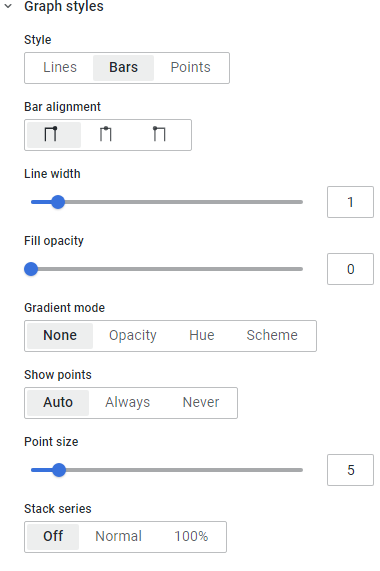 Graph styles
Style
Lines Bars Points
Bar alignment
Line width
1
Fill opacity
0
Gradient mode
None Opacity Hue Scheme
Show points
Auto Always Never
Point size
5
Stack series
Off Normal 100%